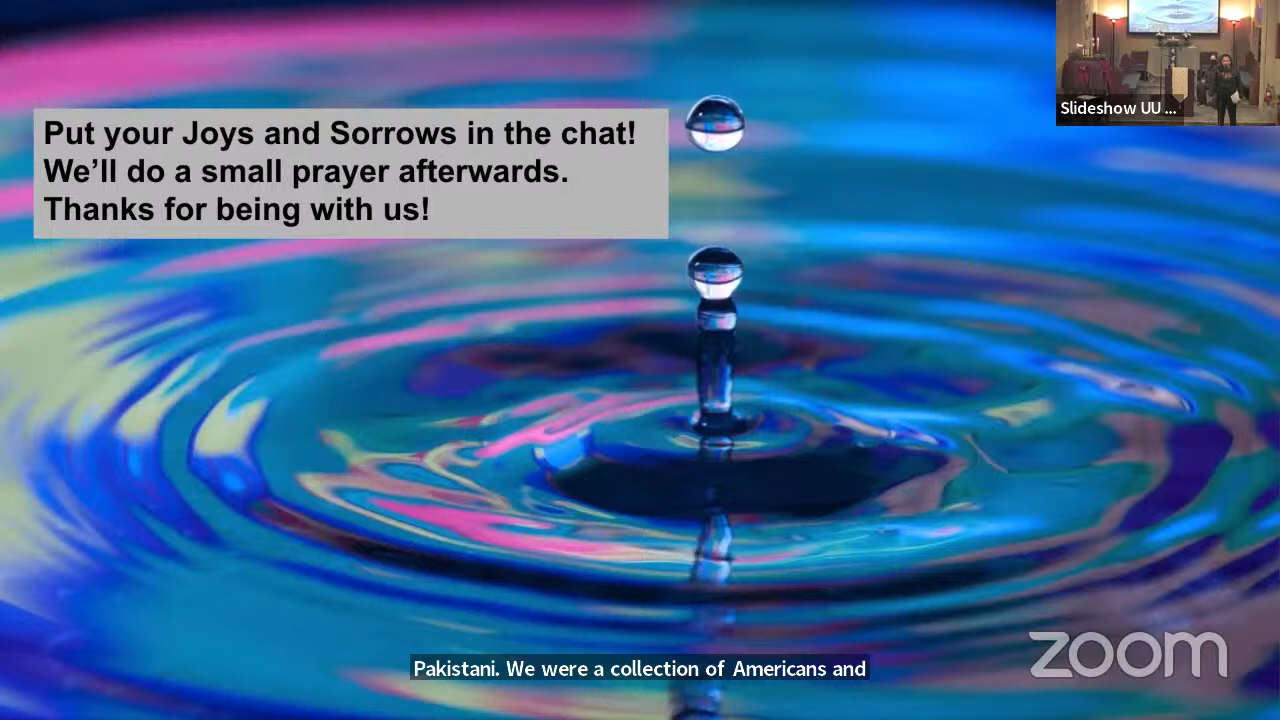 Slideshow UU ...
Put your Joys and Sorrows in the chat!
We'll do a small prayer afterwards.
Thanks for being with us!
zoom
Pakistani. We were a collection of Americans and